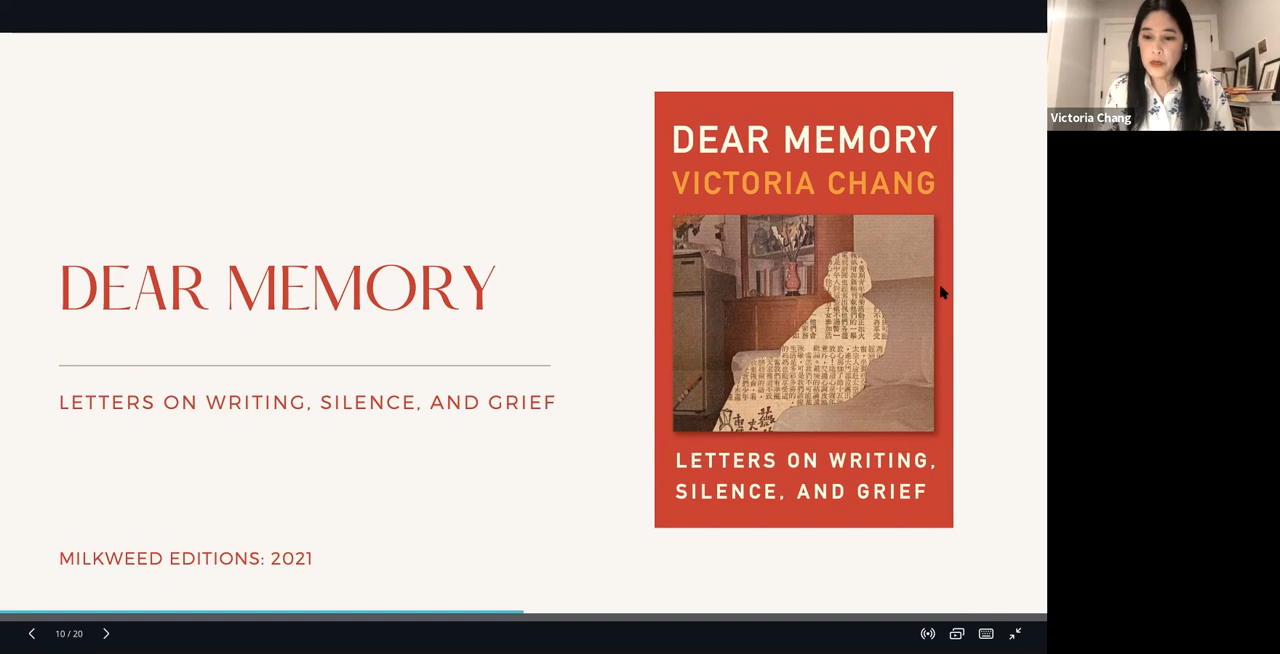 DEAR MEMORY
LETTERS ON WRITING, SILENCE, AND GRIEF
MILKWEED EDITIONS: 2021
DEAR MEMORY
VICTORIA CHANG
LETTERS ON WRITING,
SILENCE, AND GRIEF
10 / 20
Victoria Chang